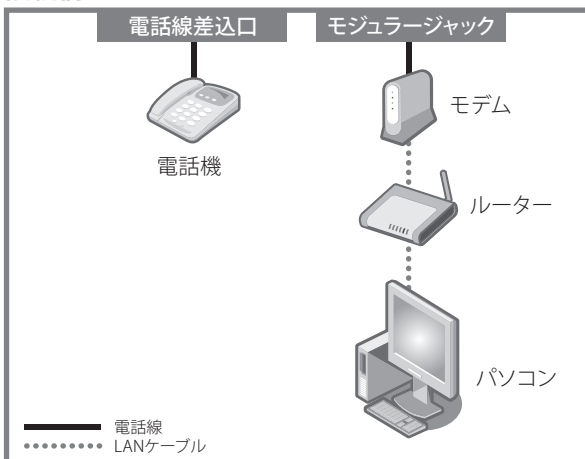 電話線差込口
モジュラージャック
電話機
モデム
ルーター
パソコン
電話線
LANケーブル